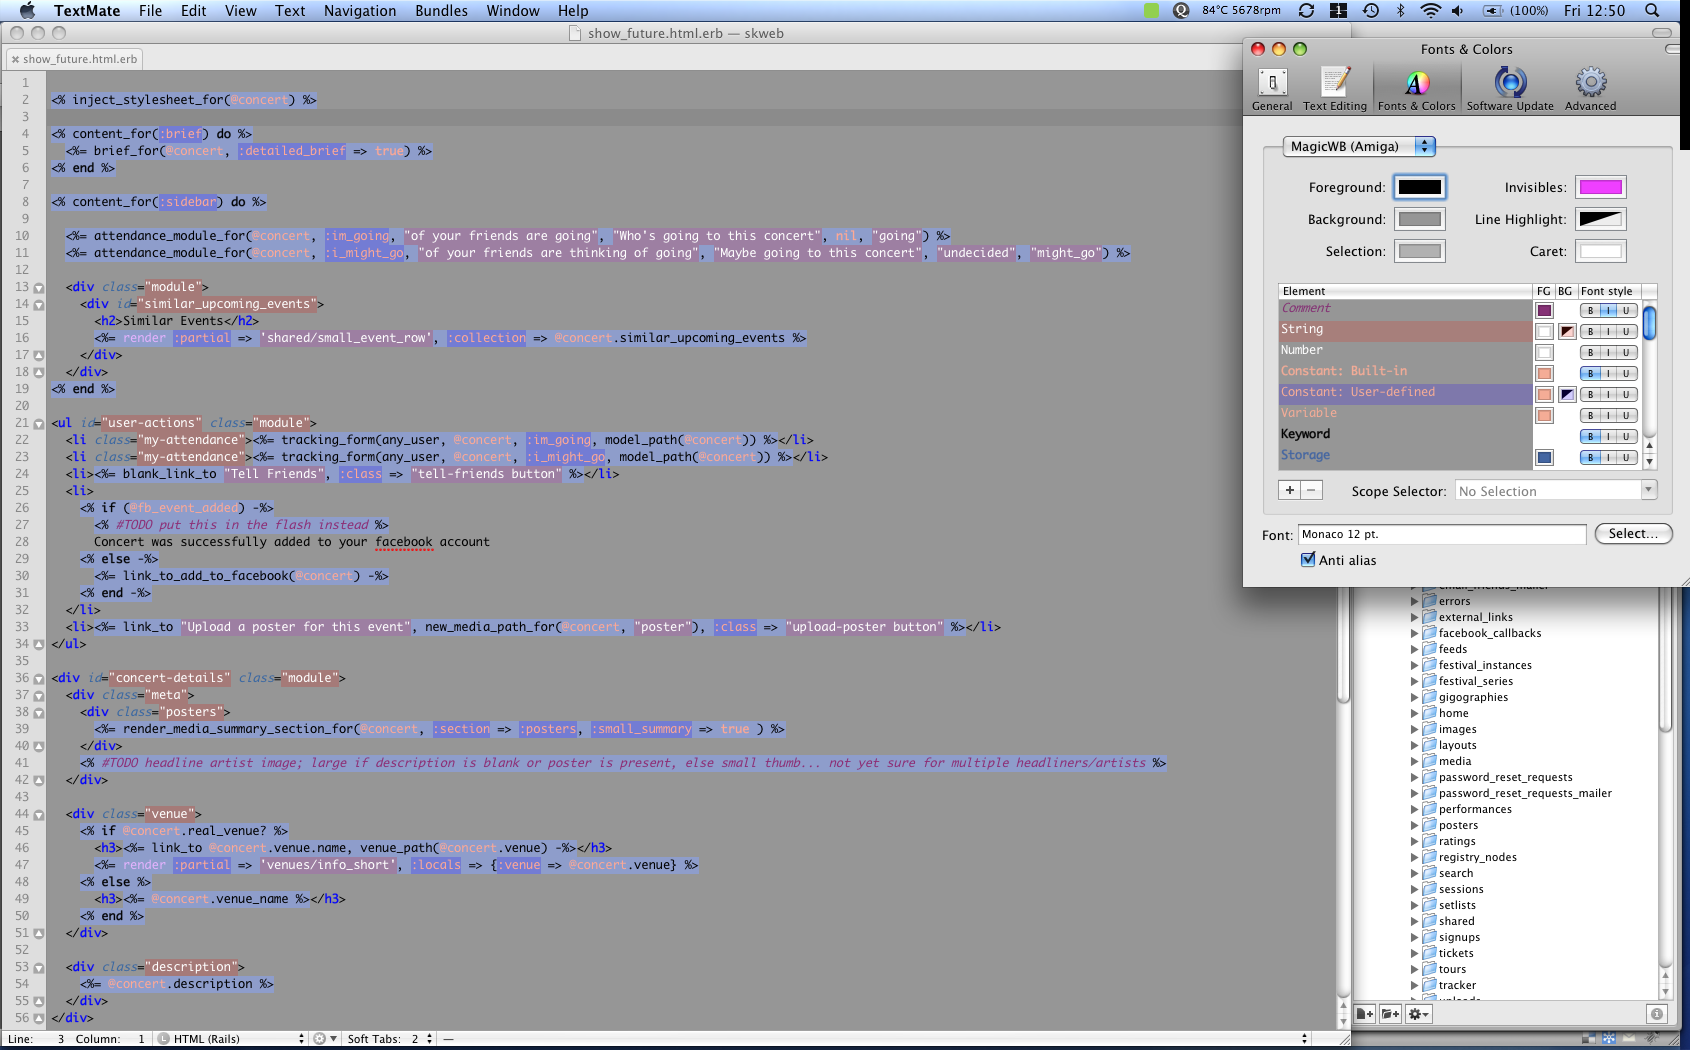 TextMate File Edit View Text Navigation Bundles Window Help
84°C 5678rpm 1 (100%) Fri 12:50
show_future.html.erb — skweb
show_future.html.erb
1
2 <% inject_stylesheet_for(@concert) %>
3
4 <% content_for(:brief) do %>
5 <%= brief_for(@concert, :detailed_brief => true) %>
6 <% end %>
7
8 <% content_for(:sidebar) do %>
9
10 <%= attendance_module_for(@concert, :im_going, "of your friends are going", "Who's going to this concert", nil, "going") %>
11 <%= attendance_module_for(@concert, :i_might_go, "of your friends are thinking of going", "Maybe going to this concert", "undecided", "might_go") %>
12
13 <div class="module">
14 <div id="similar_upcoming_events">
15 <h2>Similar Events</h2>
16 <%= render :partial => 'shared/small_event_row', :collection => @concert.similar_upcoming_events %>
17 </div>
18 </div>
19 <% end %>
20
21 <ul id="user-actions" class="module">
22 <li class="my-attendance"><%= tracking_form(any_user, @concert, :im_going, model_path(@concert)) %></li>
23 <li class="my-attendance"><%= tracking_form(any_user, @concert, :i_might_go, model_path(@concert)) %></li>
24 <li><%= blank_link_to "Tell Friends", :class => "tell-friends button" %></li>
25 <li>
26 <% if (@fb_event_added) -%>
27 <% #TODO put this in the flash instead %>
28 Concert was successfully added to your facebook account
29 <% else -%>
30 <%= link_to_add_to_facebook(@concert) -%>
31 <% end -%>
32 </li>
33 <li><%= link_to "Upload a poster for this event", new_media_path_for(@concert, "poster"), :class => "upload-poster button" %></li>
34 </ul>
35
36 <div id="concert-details" class="module">
37 <div class="meta">
38 <div class="posters">
39 <%= render_media_summary_section_for(@concert, :section => :posters, :small_summary => true ) %>
40 </div>
41 <% #TODO headline artist image; large if description is blank or poster is present, else small thumb... not yet sure for multiple headliners/artists %>
42 </div>
43
44 <div class="venue">
45 <% if @concert.real_venue? %>
46 <h3><%= link_to @concert.venue.name, venue_path(@concert.venue) -%></h3>
47 <%= render :partial => 'venues/info_short', :locals => {:venue => @concert.venue} %>
48 <% else %>
49 <h3><%= @concert.venue_name %></h3>
50 <% end %>
51 </div>
52
53 <div class="description">
54 <%= @concert.description %>
55 </div>
56 </div>
Line: 3 Column: 1 L HTML (Rails) Soft Tabs: 2 —
Fonts & Colors
General Text Editing Fonts & Colors Software Update Advanced
MagicWB (Amiga)
Foreground: Invisibles:
Background: Line Highlight:
Selection: Caret:
Element FG BG Font style
Comment B I U
String B I U
Number B I U
Constant: Built-in B I U
Constant: User-defined B I U
Variable B I U
Keyword B I U
Storage B I U
+ − Scope Selector: No Selection
Font: Monaco 12 pt. Select...
Anti alias
errors
external_links
facebook_callbacks
feeds
festival_instances
festival_series
gigographies
home
images
layouts
media
password_reset_requests
password_reset_requests_mailer
performances
posters
ratings
registry_nodes
search
sessions
setlists
shared
signups
tickets
tours
tracker